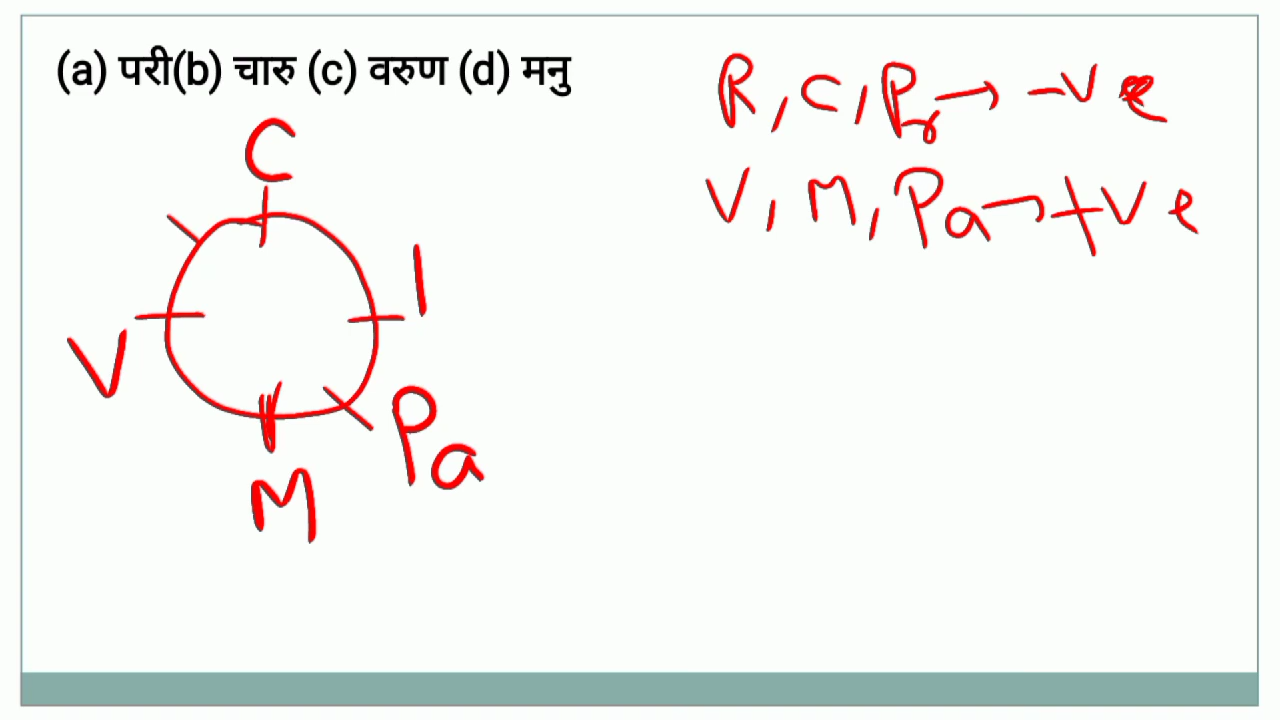 (a) परी(b) चारु (c) वरुण (d) मनु
R, C, Pr → -ve
V, M, Pa → +ve
C
I
V
Pa
M